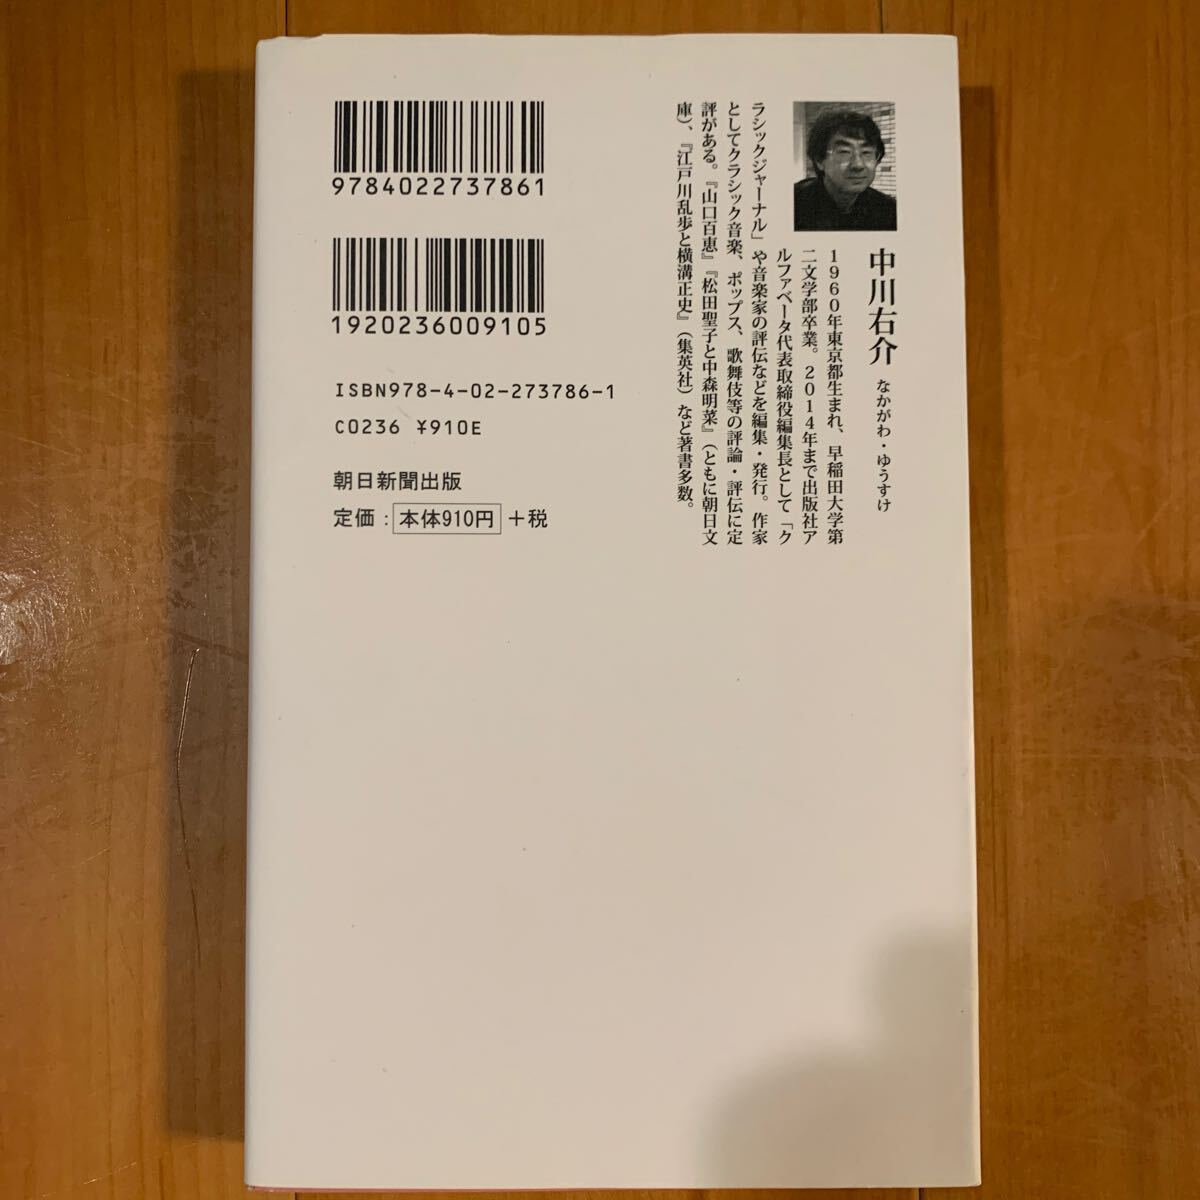 9784022737861
1920236009105
ISBN978-4-02-273786-1
C0236 ¥910E
朝日新聞出版
定価：本体910円＋税
中川右介 なかがわ・ゆうすけ
1960年東京都生まれ、早稲田大学第
二文学部卒業。2014年まで出版社ア
ルファベータ代表取締役編集長として「ク
ラシックジャーナル」や音楽家の評伝などを編集・発行。作家
としてクラシック音楽、ポップス、歌舞伎等の評論・評伝に定
評がある。『山口百恵』『松田聖子と中森明菜』（ともに朝日文
庫）、『江戸川乱歩と横溝正史』（集英社）など著書多数。